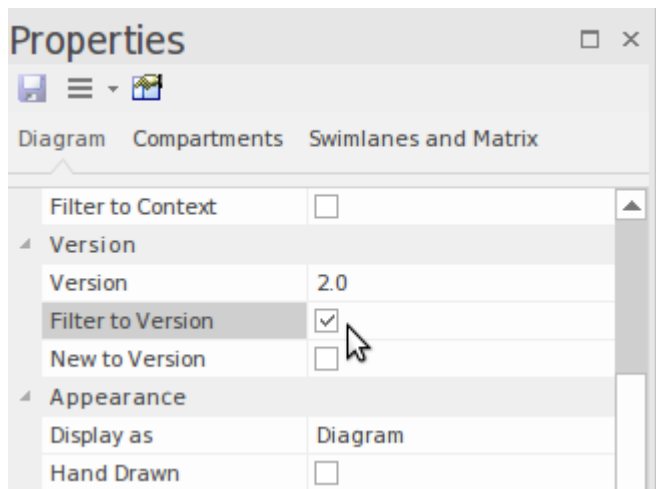 Properties
Diagram Compartments Swimlanes and Matrix
Filter to Context
Version
Version 2.0
Filter to Version
New to Version
Appearance
Display as Diagram
Hand Drawn